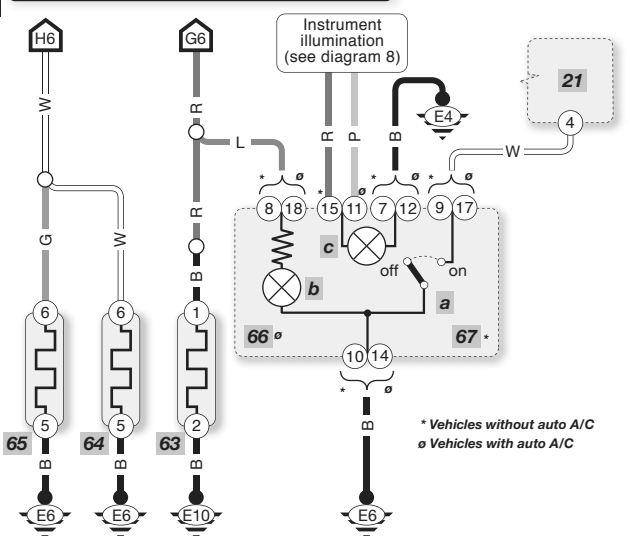 H6
G6
Instrument
illumination
(see diagram 8)
21
4
E4
W
R
R
P
B
L
W
* ø * ø * ø * ø
8 18 15 11 7 12 9 17
G
W
R
B
c
off
on
b
a
6
6
1
66 ø
67 *
10 14
* ø
65
5
64
5
63
2
B
B
B
B
* Vehicles without auto A/C
ø Vehicles with auto A/C
E6
E6
E10
E6